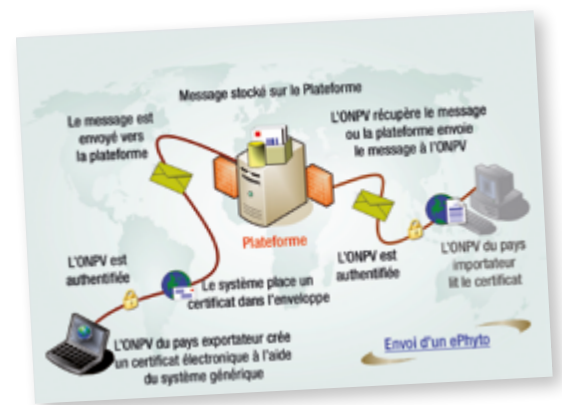 Message stocké sur le Plateforme
Le message est
envoyé vers
la plateforme
L'ONPV récupère le message
ou la plateforme envoie
le message à l'ONPV
Plateforme
L'ONPV est
authentifiée
Le système place un
certificat dans l'enveloppe
L'ONPV est
authentifiée
L'ONPV du pays
importateur
lit le certificat
L'ONPV du pays exportateur crée
un certificat électronique à l'aide
du système générique
Envoi d'un ePhyto